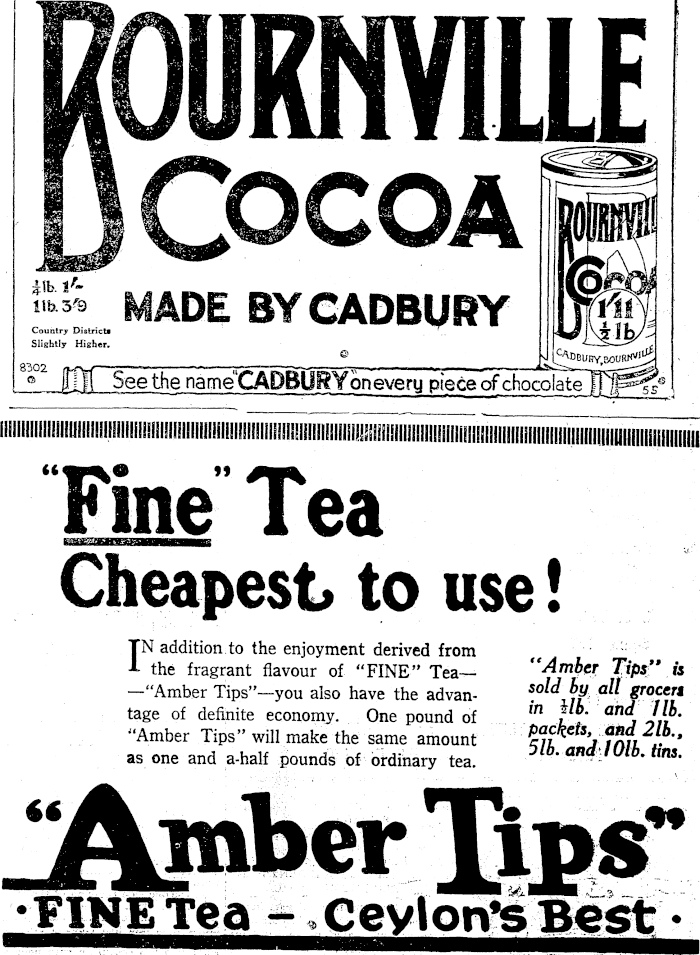 BOURNVILLE
COCOA
¼lb. 1/-
1lb. 3/9
MADE BY CADBURY
Country Districts
Slightly Higher.
BOURNVILLE
COCOA
1/11
½ lb
CADBURY, BOURNVILLE
8302
See the name "CADBURY" on every piece of chocolate
55
"Fine" Tea
Cheapest to use!
IN addition to the enjoyment derived from
the fragrant flavour of "FINE" Tea—
—"Amber Tips"—you also have the advan-
tage of definite economy. One pound of
"Amber Tips" will make the same amount
as one and a-half pounds of ordinary tea.
"Amber Tips" is
sold by all grocers
in ½lb. and 1lb.
packets, and 2lb.,
5lb. and 10lb. tins.
"Amber Tips"
·FINE Tea – Ceylon's Best·